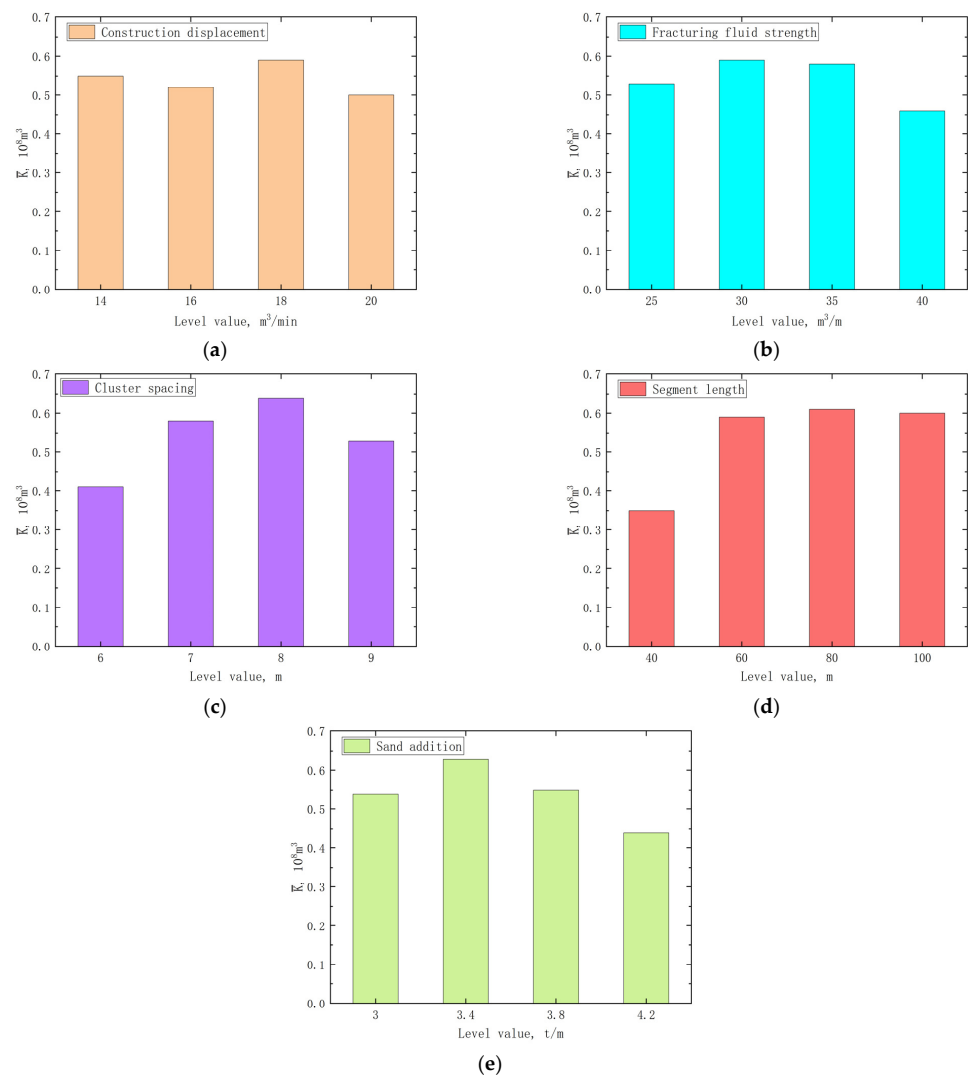 Construction displacement
0.7
0.6
0.5
0.4
0.3
0.2
0.1
0.0
K̅, 10⁸m³
14 16 18 20
Level value, m³/min
(a)
Fracturing fluid strength
0.7
0.6
0.5
0.4
0.3
0.2
0.1
0.0
K̅, 10⁸m³
25 30 35 40
Level value, m³/m
(b)
Cluster spacing
0.7
0.6
0.5
0.4
0.3
0.2
0.1
0.0
K̅, 10⁸m³
6 7 8 9
Level value, m
(c)
Segment length
0.7
0.6
0.5
0.4
0.3
0.2
0.1
0.0
K̅, 10⁸m³
40 60 80 100
Level value, m
(d)
Sand addition
0.7
0.6
0.5
0.4
0.3
0.2
0.1
0.0
K̅, 10⁸m³
3 3.4 3.8 4.2
Level value, t/m
(e)